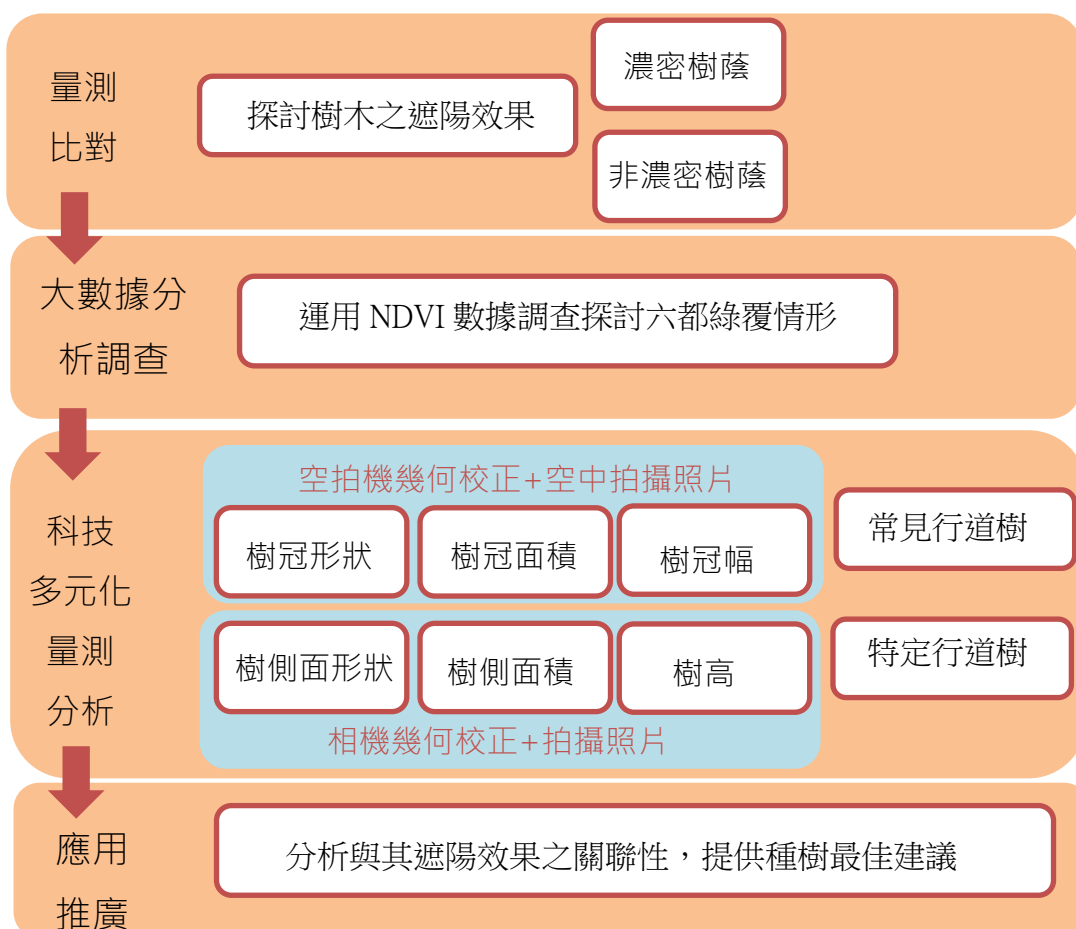 量測
比對
探討樹木之遮陽效果
濃密樹蔭
非濃密樹蔭
大數據分
析調查
運用 NDVI 數據調查探討六都綠覆情形
科技
多元化
量測
分析
空拍機幾何校正+空中拍攝照片
樹冠形狀
樹冠面積
樹冠幅
樹側面形狀
樹側面積
樹高
相機幾何校正+拍攝照片
常見行道樹
特定行道樹
應用
推廣
分析與其遮陽效果之關聯性，提供種樹最佳建議